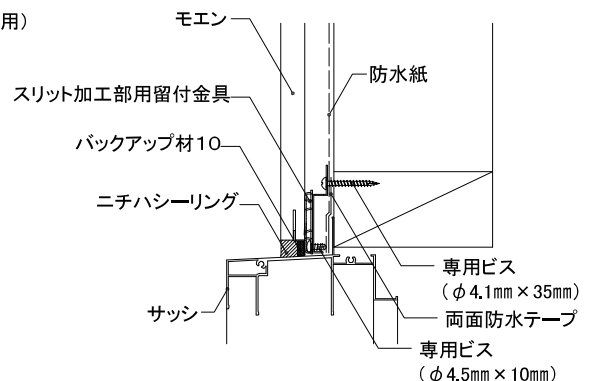 用)
モエン
防水紙
スリット加工部用留付金具
バックアップ材10
ニチハシーリング
サッシ
専用ビス
(φ4.1mm×35mm)
両面防水テープ
専用ビス
(φ4.5mm×10mm)